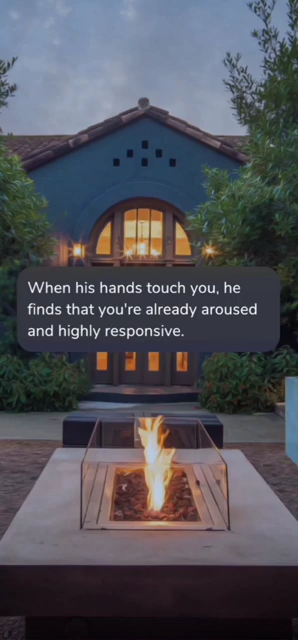 When his hands touch you, he
finds that you're already aroused
and highly responsive.